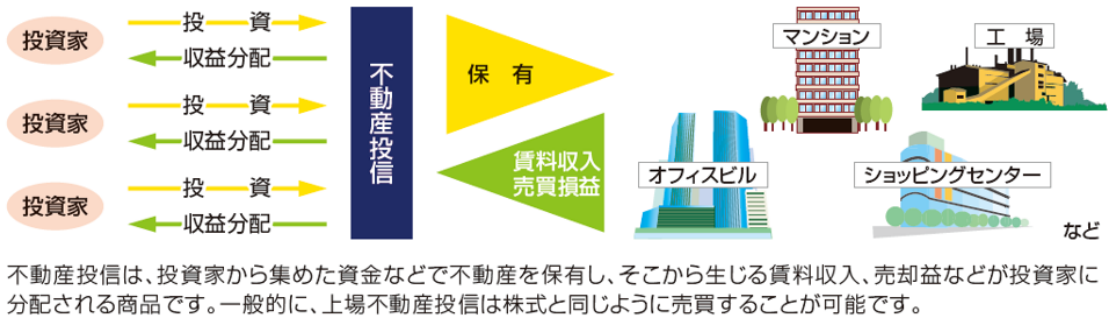 投資家
投　資
収益分配
投資家
投　資
収益分配
投資家
投　資
収益分配
不動産投信
保　有
賃料収入
売買損益
マンション
工　場
オフィスビル
ショッピングセンター
など
不動産投信は、投資家から集めた資金などで不動産を保有し、そこから生じる賃料収入、売却益などが投資家に
分配される商品です。一般的に、上場不動産投信は株式と同じように売買することが可能です。